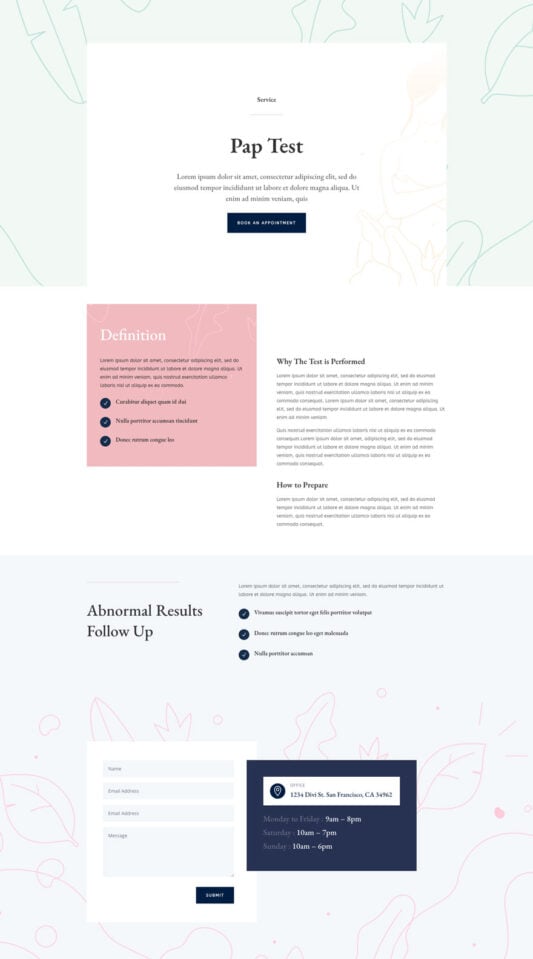 Service
Pap Test
Lorem ipsum dolor sit amet, consectetur adipiscing elit, sed do
eiusmod tempor incididunt ut labore et dolore magna aliqua. Ut
enim ad minim veniam, quis
BOOK AN APPOINTMENT
Definition
Lorem ipsum dolor sit amet, consectetur adipiscing elit, sed do
eiusmod tempor incididunt ut labore et dolore magna aliqua. Ut
enim ad minim veniam, quis nostrud exercitation ullamco
laboris nisi ut aliquip ex ea commodo.
Curabitur aliquet quam id dui
Nulla porttitor accumsan tincidunt
Donec rutrum congue leo
Why The Test is Performed
Lorem ipsum dolor sit amet, consectetur adipiscing elit, sed do eiusmod
tempor incididunt ut labore et dolore magna aliqua. Ut enim ad minim
veniam, quis nostrud exercitation ullamco laboris nisi ut aliquip ex ea
commodo consequat. Lorem ipsum dolor sit amet, consectetur adipiscing
elit, sed do eiusmod tempor incididunt ut labore et dolore magna aliqua. Ut
enim ad minim veniam.
Quis nostrud exercitation ullamco laboris nisi ut aliquip ex ea commodo
consequat.Lorem ipsum dolor sit amet, consectetur adipiscing elit, sed do
eiusmod tempor incididunt ut labore et dolore magna aliqua. Ut enim ad
minim veniam, quis nostrud exercitation ullamco laboris nisi ut aliquip ex ea
commodo consequat.
How to Prepare
Lorem ipsum dolor sit amet, consectetur adipiscing elit, sed do eiusmod
tempor incididunt ut labore et dolore magna aliqua. Ut enim ad minim
veniam, quis nostrud exercitation ullamco laboris nisi ut aliquip ex ea
commodo consequat.
Abnormal Results
Follow Up
Lorem ipsum dolor sit amet, consectetur adipiscing elit, sed do eiusmod tempor incididunt ut
labore et dolore magna aliqua. Ut enim ad minim veniam.
Vivamus suscipit tortor eget felis porttitor volutpat
Donec rutrum congue leo eget malesuada
Nulla porttitor accumsan
Name
Email Address
Email Address
Message
SUBMIT
OFFICE
1234 Divi St. San Francisco, CA 34962
Monday to Friday : 9am – 8pm
Saturday : 10am – 7pm
Sunday : 10am – 6pm